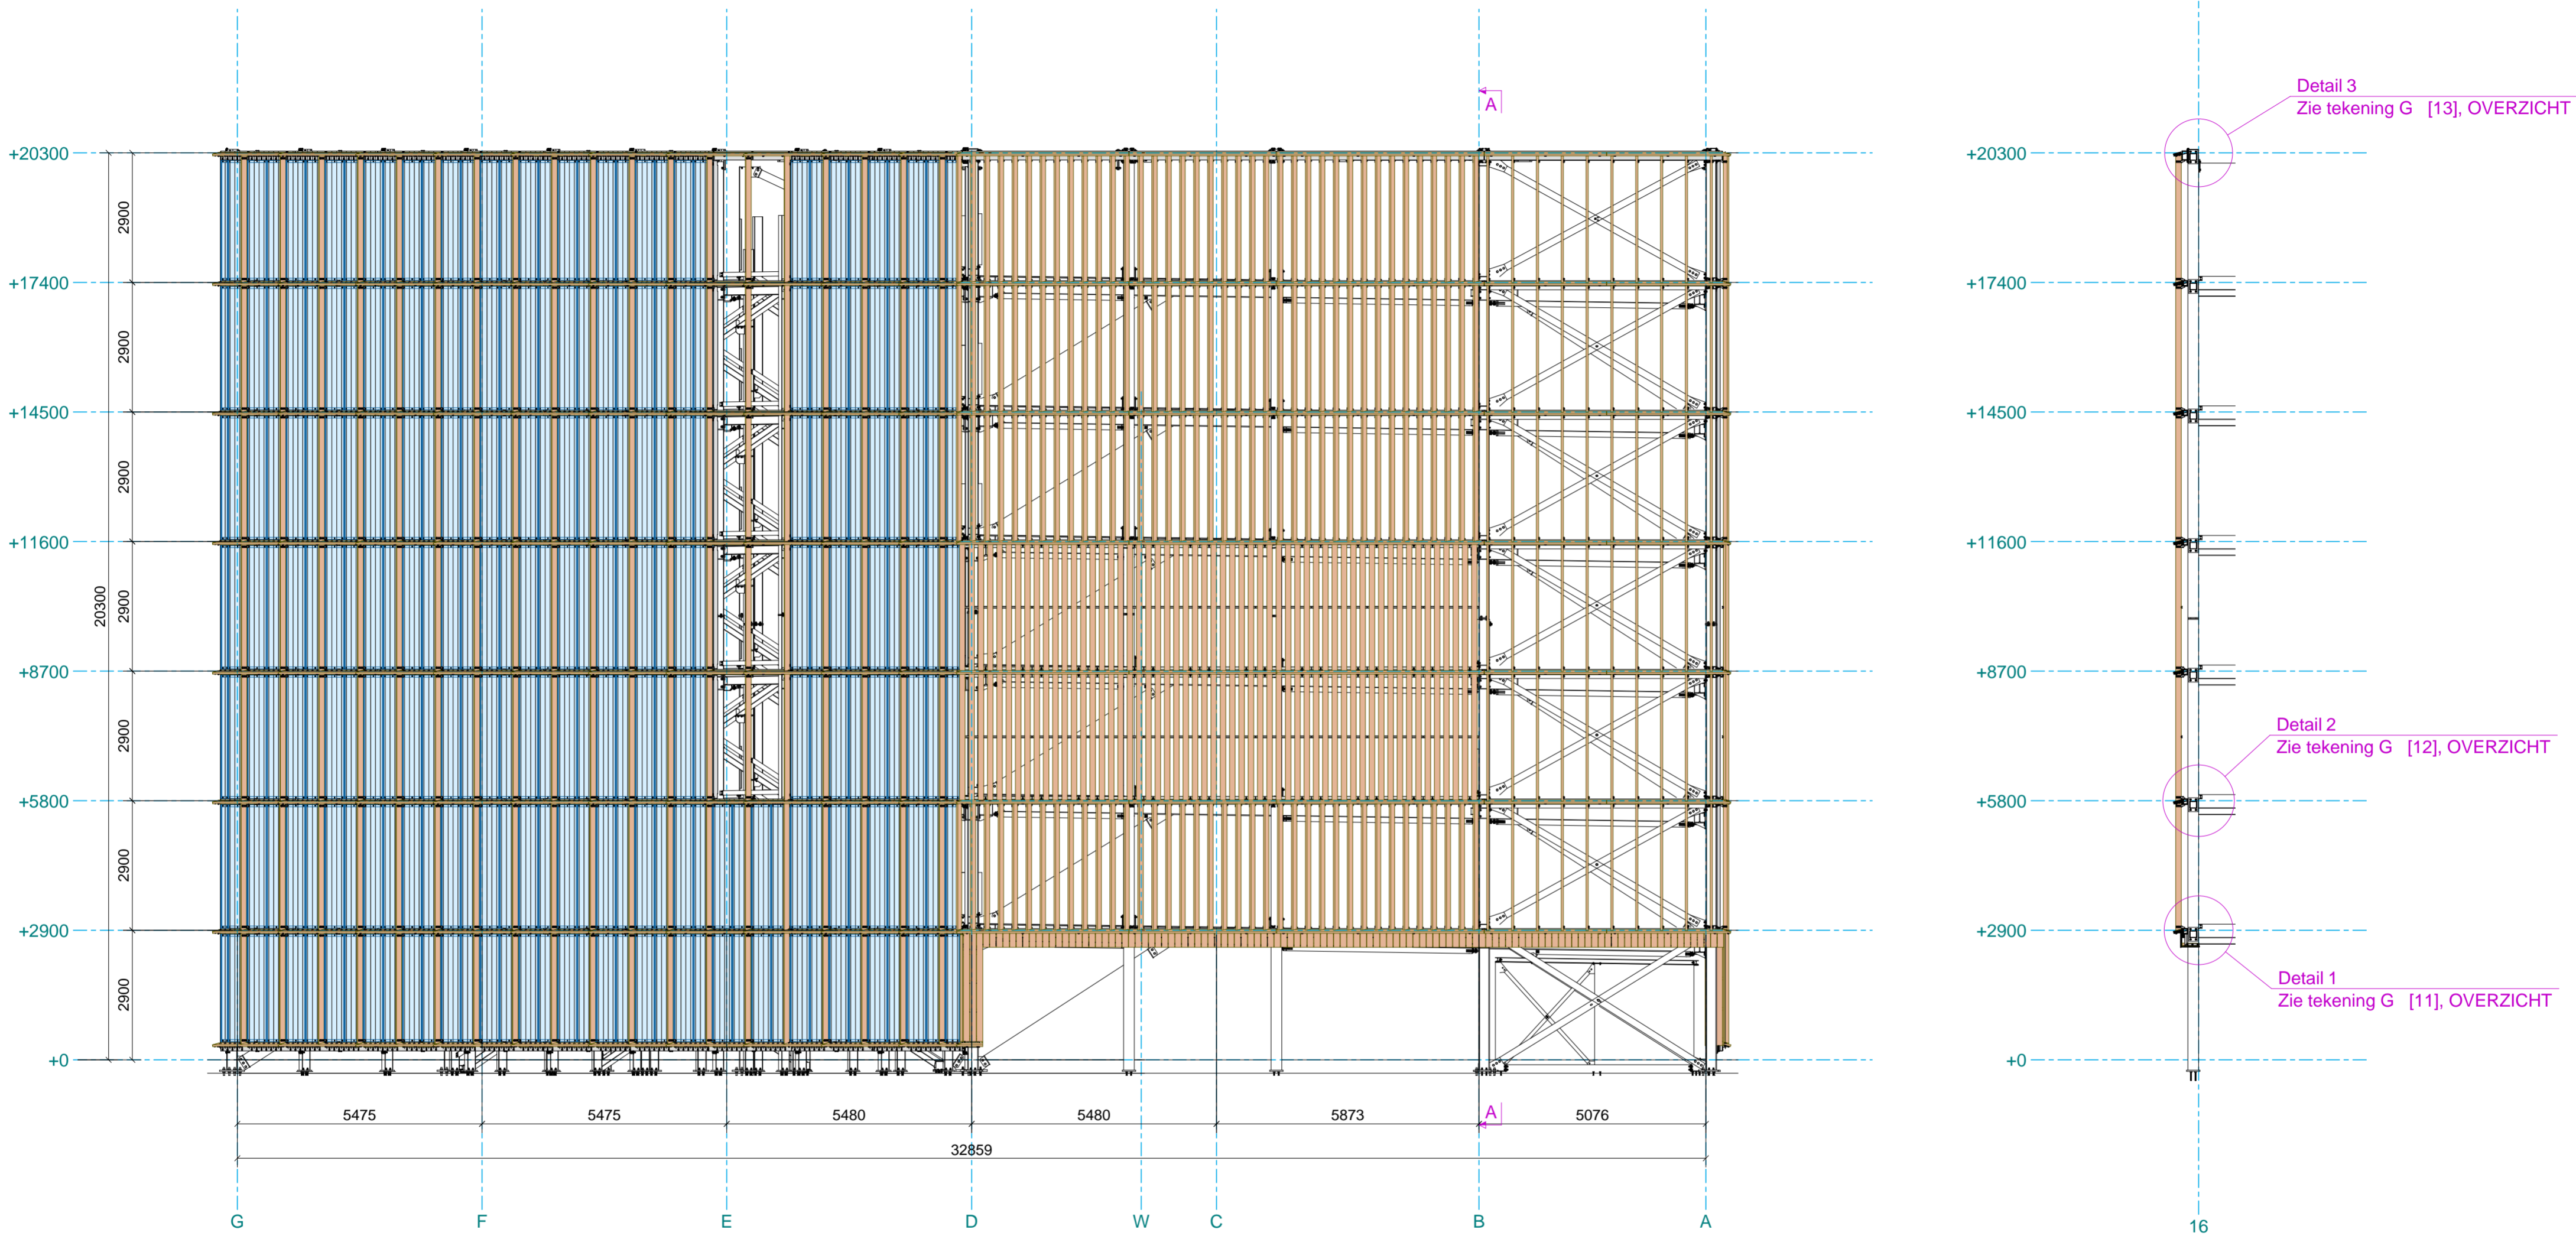 A
Detail 3
Zie tekening G [13], OVERZICHT
+20300
+20300
2900
+17400
+17400
2900
+14500
+14500
2900
+11600
+11600
20300
2900
+8700
+8700
2900
Detail 2
Zie tekening G [12], OVERZICHT
+5800
+5800
2900
+2900
+2900
2900
Detail 1
Zie tekening G [11], OVERZICHT
+0
+0
5475
5475
5480
5480
5873
A
5076
32859
G
F
E
D
W
C
B
A
16